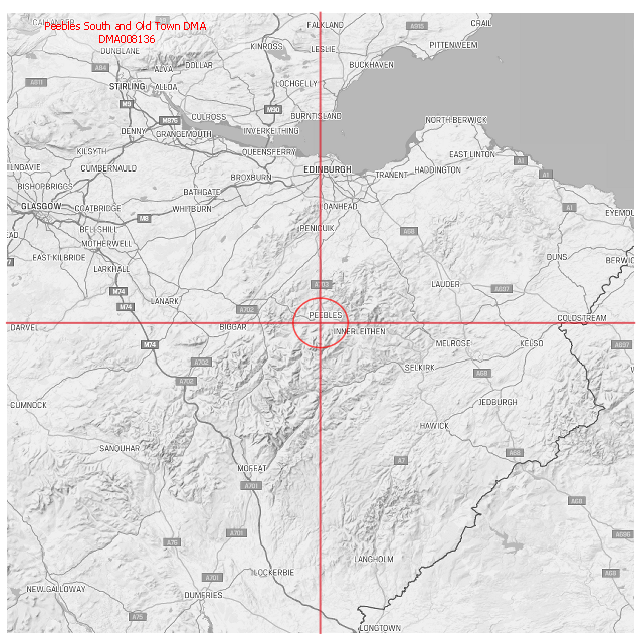 Peebles South and Old Town DMA
DMA008136
FALKLAND
CRAIL
A915
KINROSS
LESLIE
PITTENWEEM
DUNBLANE
DOLLAR
BUCKHAVEN
A84
ALVA
A811
STIRLING
ALLOA
LOCHGELLY
M9
M90
CULROSS
BURNTISLAND
M876
DENNY
GRANGEMOUTH
INVERKEITHING
NORTH BERWICK
KILSYTH
QUEENSFERRY
EAST LINTON
A1
CUMBERNAULD
EDINBURGH
HADDINGTON
A1
BISHOPBRIGGS
BROXBURN
TRANENT
BATHGATE
GLASGOW
COATBRIDGE
WHITBURN
A1
M8
BELLSHILL
PENICUIK
A68
MOTHERWELL
EAST KILBRIDE
DUNS
LARKHALL
A703
LAUDER
A697
M74
LANARK
A702
M74
PEEBLES
COLDSTREAM
DARVEL
BIGGAR
INNERLEITHEN
M74
MELROSE
KELSO
A697
A702
SELKIRK
A68
A702
CUMNOCK
JEDBURGH
HAWICK
SANQUHAR
A68
A7
MOFFAT
A701
A68
A701
A76
A696
LANGHOLM
LOCKERBIE
A701
A68
NEW GALLOWAY
DUMFRIES
A75
LONGTOWN